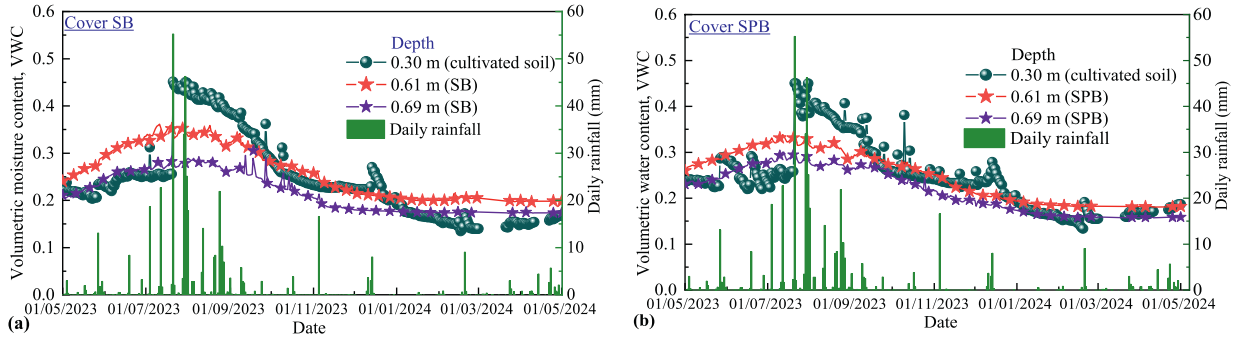 Cover SB
Depth
0.30 m (cultivated soil)
0.61 m (SB)
0.69 m (SB)
Daily rainfall
Volumetric moisture content, VWC
0.6
0.5
0.4
0.3
0.2
0.1
0.0
60
50
40
30
20
10
0
Daily rainfall (mm)
01/05/2023 01/07/2023 01/09/2023 01/11/2023 01/01/2024 01/03/2024 01/05/2024
Date
(a)
Cover SPB
Depth
0.30 m (cultivated soil)
0.61 m (SPB)
0.69 m (SPB)
Daily rainfall
Volumetric water content, VWC
0.6
0.5
0.4
0.3
0.2
0.1
0.0
60
50
40
30
20
10
0
Daily rainfall (mm)
01/05/2023 01/07/2023 01/09/2023 01/11/2023 01/01/2024 01/03/2024 01/05/2024
Date
(b)